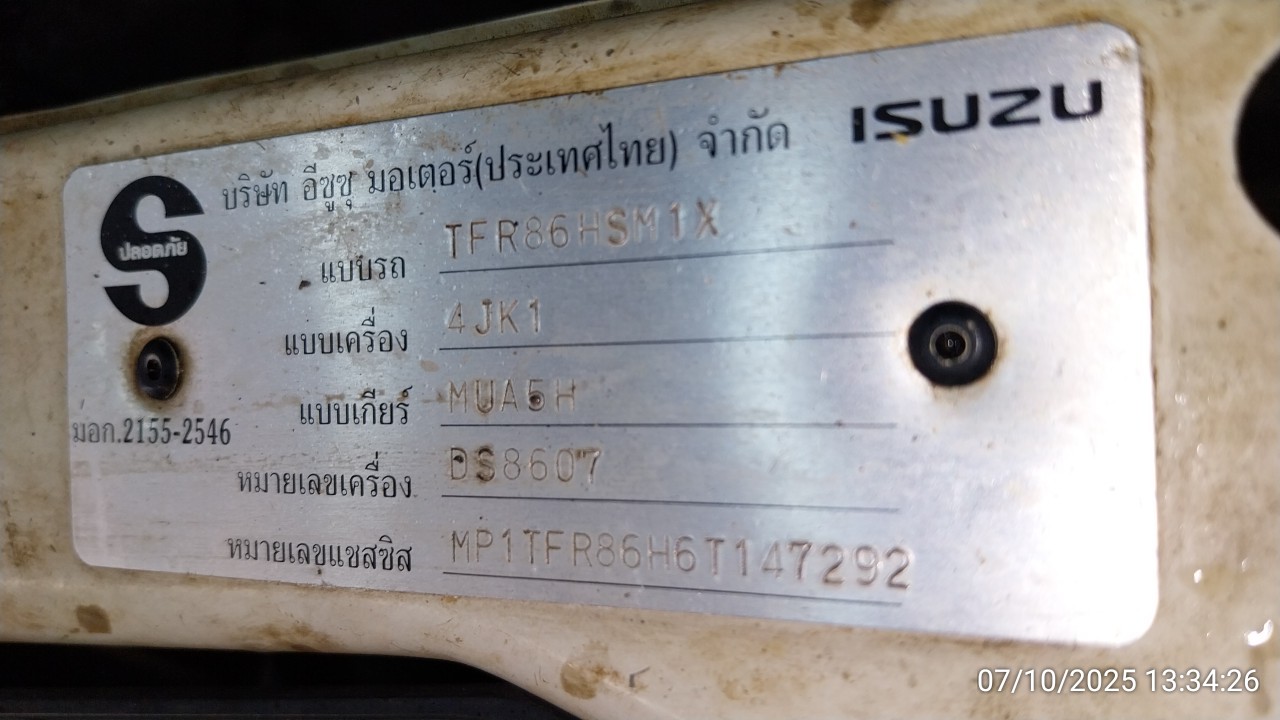 ISUZU
บริษัท อีซูซุ มอเตอร์(ประเทศไทย) จำกัด
S
ปลอดภัย
แบบรถ TFR86HSM1X
แบบเครื่อง 4JK1
แบบเกียร์ MUA5H
มอก.2155-2546
หมายเลขเครื่อง DS8607
หมายเลขแชสซิส MP1TFR86H6T147292
07/10/2025 13:34:26